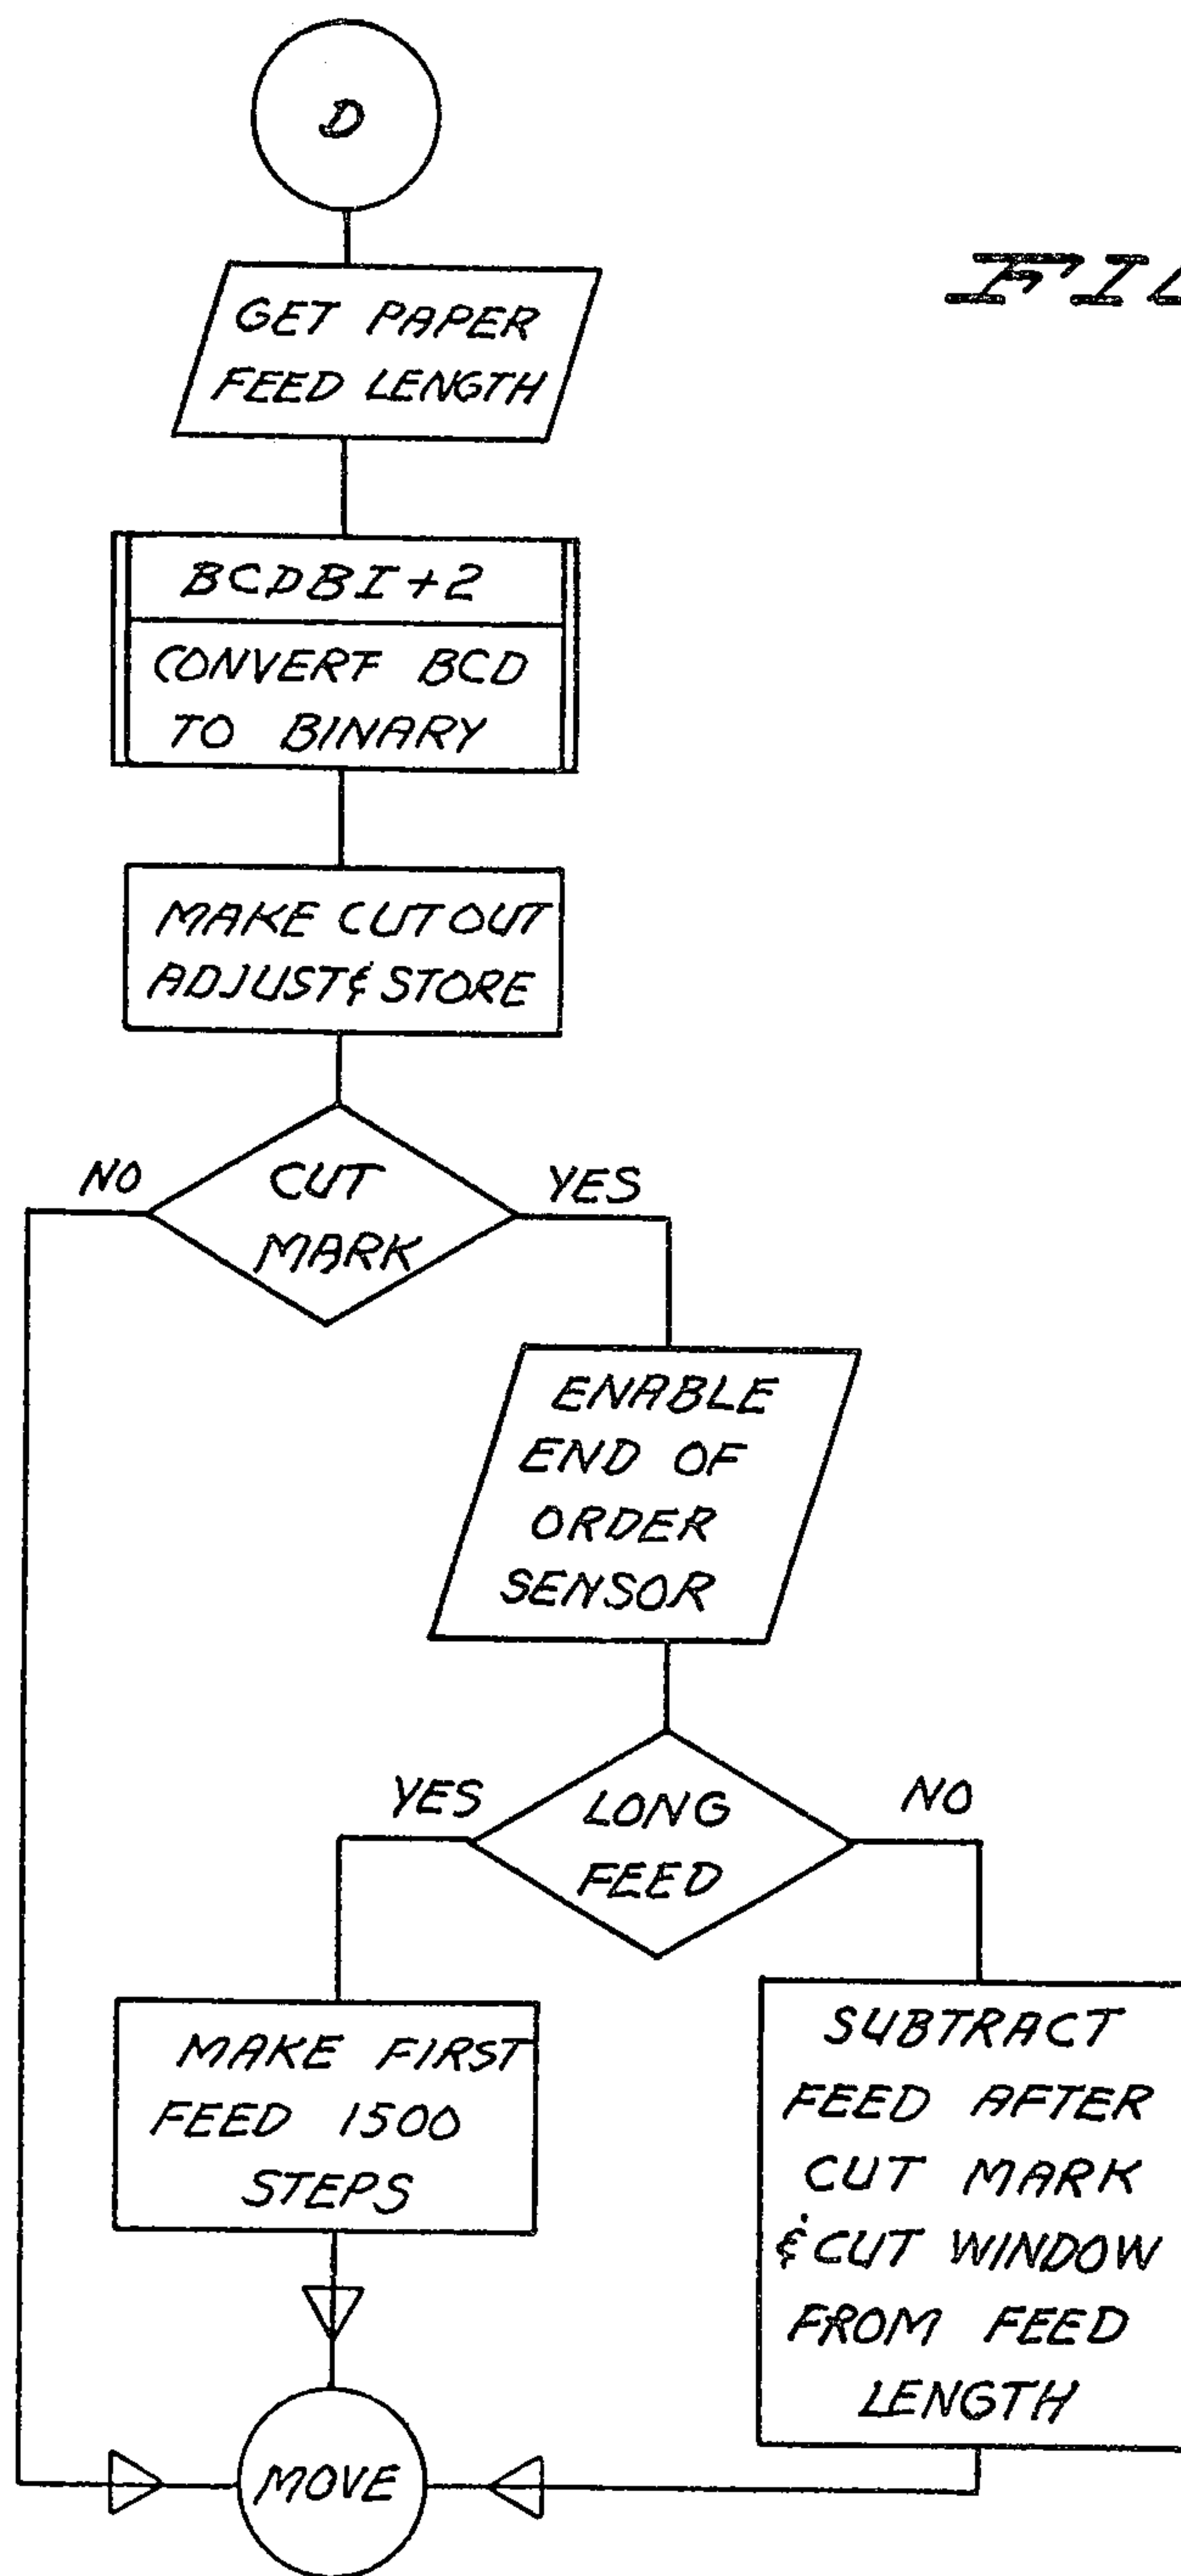 D
GET PAPER
FEED LENGTH
BCDBI+2
CONVERT BCD
TO BINARY
MAKE CUTOUT
ADJUST & STORE
NO
CUT
MARK
YES
ENABLE
END OF
ORDER
SENSOR
YES
LONG
FEED
NO
MAKE FIRST
FEED 1500
STEPS
SUBTRACT
FEED AFTER
CUT MARK
& CUT WINDOW
FROM FEED
LENGTH
MOVE